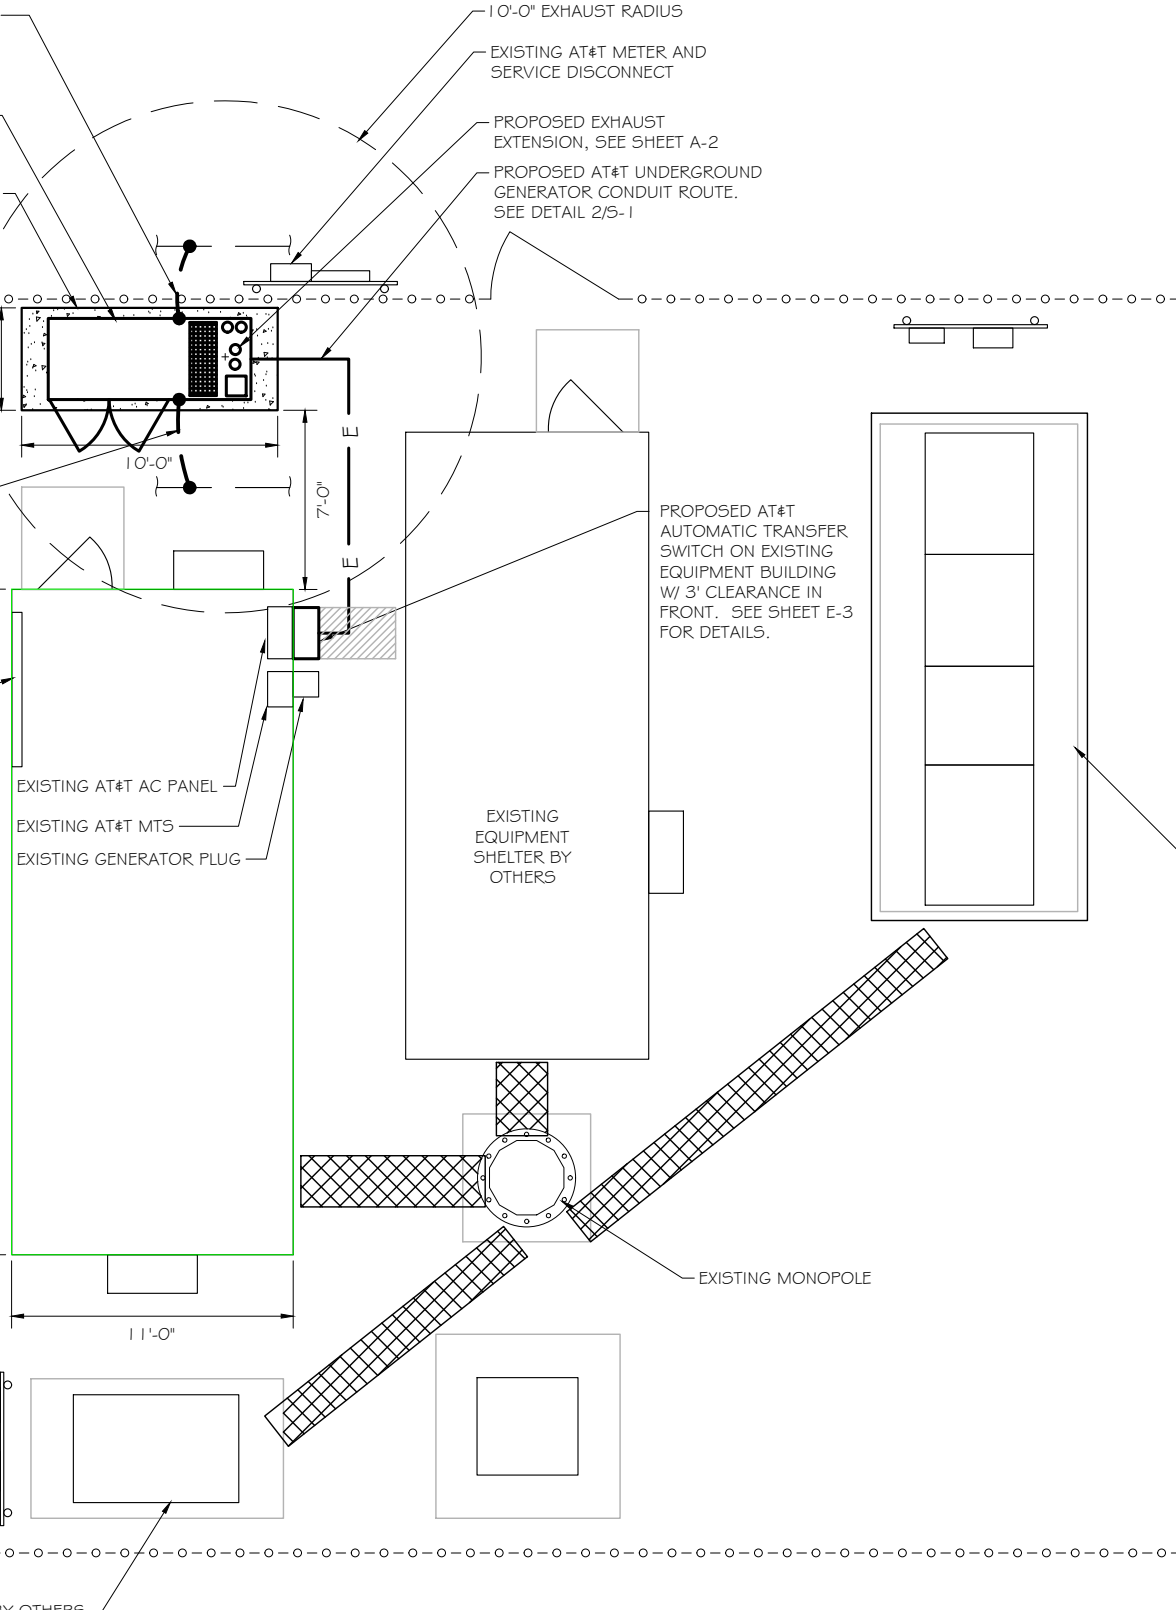 10'-0" EXHAUST RADIUS
EXISTING AT&T METER AND
SERVICE DISCONNECT
PROPOSED EXHAUST
EXTENSION, SEE SHEET A-2
PROPOSED AT&T UNDERGROUND
GENERATOR CONDUIT ROUTE.
SEE DETAIL 2/S-1
10'-0"
7'-0"
E
E
PROPOSED AT&T
AUTOMATIC TRANSFER
SWITCH ON EXISTING
EQUIPMENT BUILDING
W/ 3' CLEARANCE IN
FRONT. SEE SHEET E-3
FOR DETAILS.
EXISTING AT&T AC PANEL
EXISTING AT&T MTS
EXISTING GENERATOR PLUG
EXISTING
EQUIPMENT
SHELTER BY
OTHERS
EXISTING MONOPOLE
11'-0"
BY OTHERS